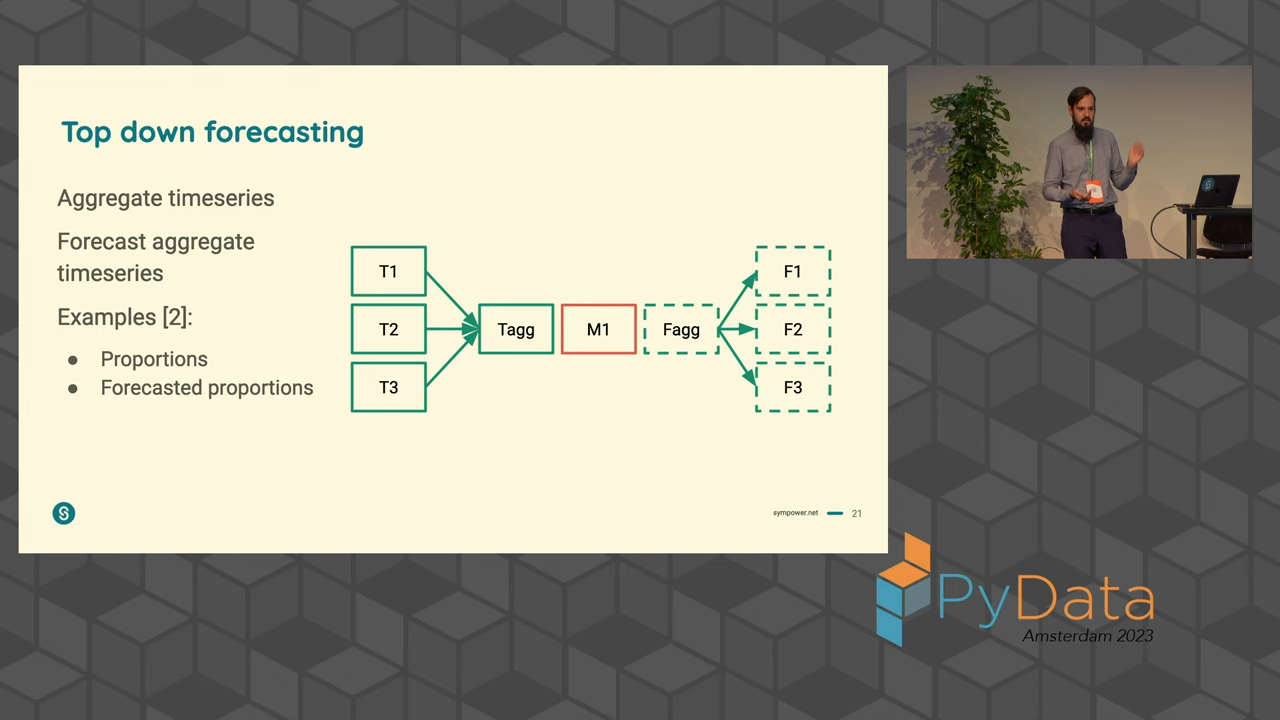 Top down forecasting
Aggregate timeseries
Forecast aggregate
timeseries
Examples [2]:
● Proportions
● Forecasted proportions
T1
T2
T3
Tagg
M1
Fagg
F1
F2
F3
sympower.net
21
PyData
Amsterdam 2023